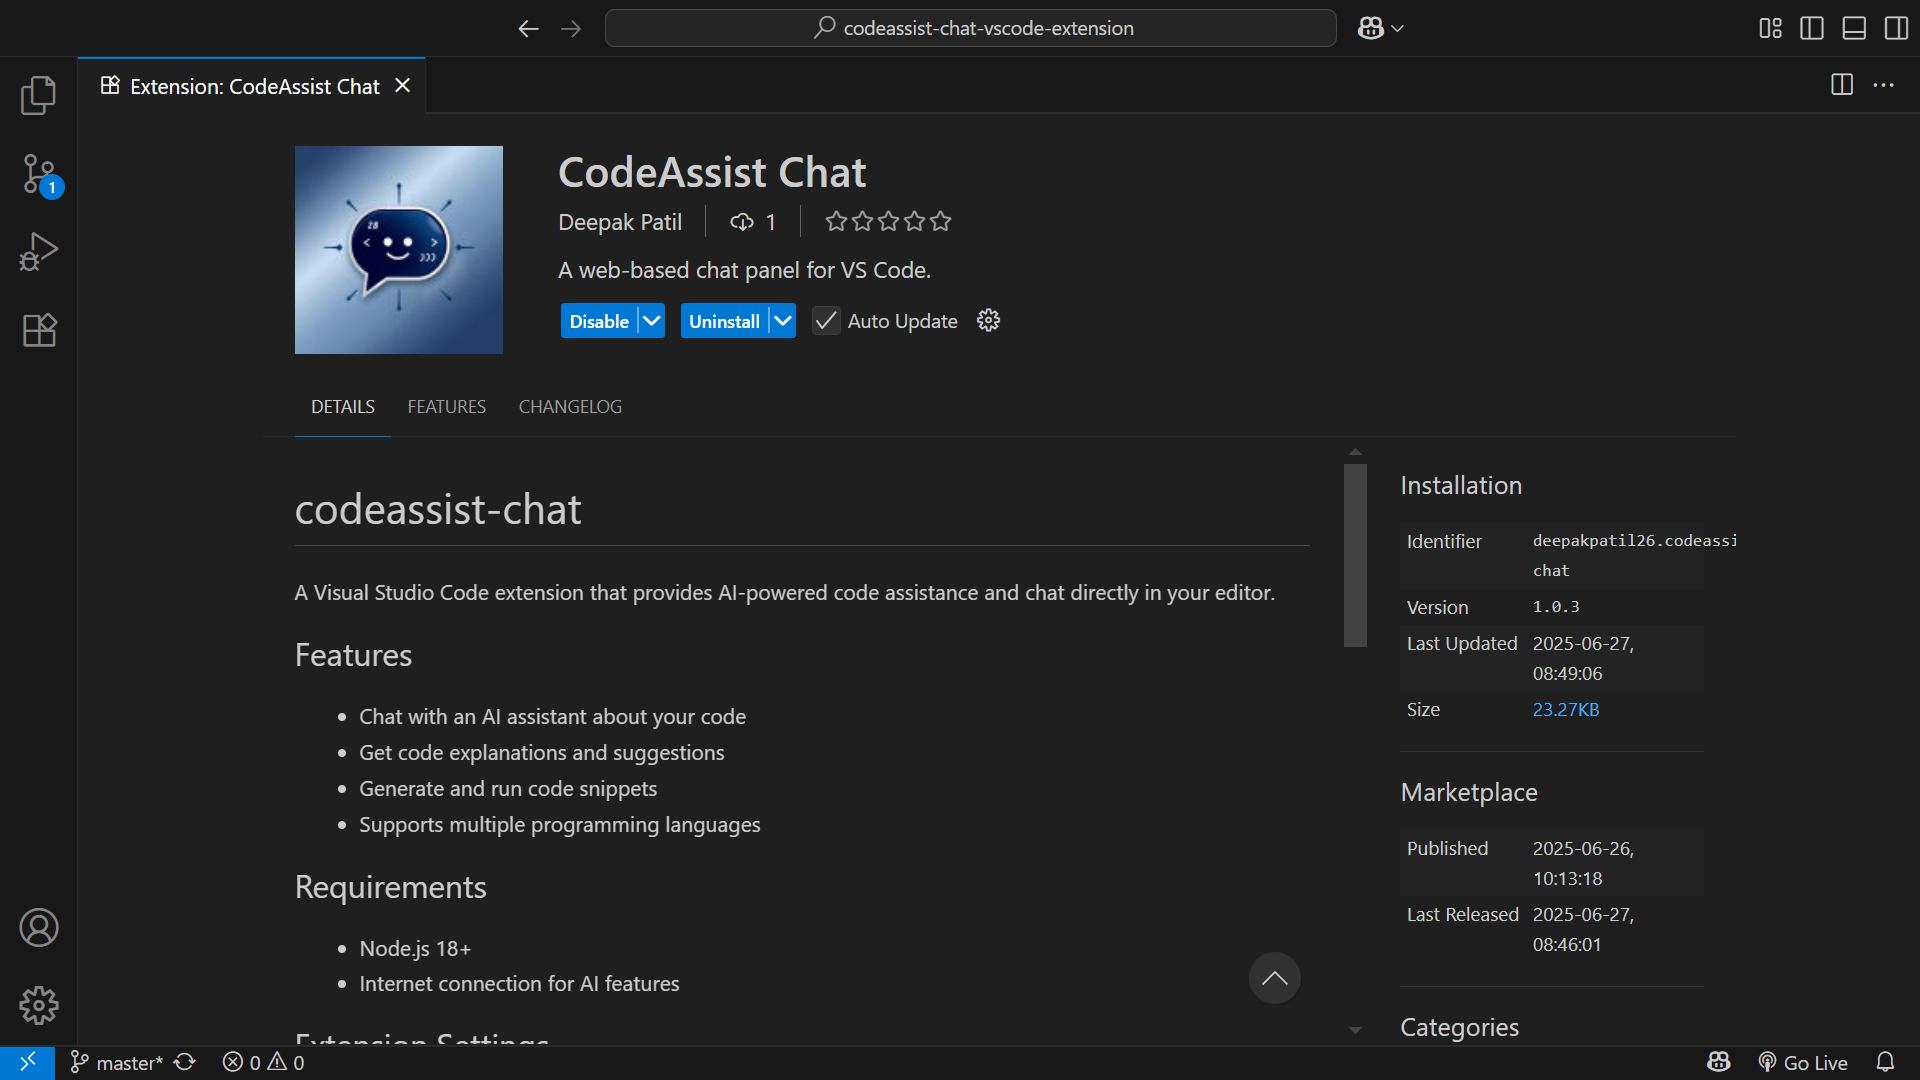 codeassist-chat-vscode-extension
Extension: CodeAssist Chat
1
28
CodeAssist Chat
Deepak Patil
1
A web-based chat panel for VS Code.
Disable
Uninstall
Auto Update
DETAILS
FEATURES
CHANGELOG
codeassist-chat
A Visual Studio Code extension that provides AI-powered code assistance and chat directly in your editor.
Features
• Chat with an AI assistant about your code
• Get code explanations and suggestions
• Generate and run code snippets
• Supports multiple programming languages
Requirements
• Node.js 18+
• Internet connection for AI features
Extension Settings
Installation
Identifier
deepakpatil26.codeassi
chat
Version
1.0.3
Last Updated
2025-06-27,
08:49:06
Size
23.27KB
Marketplace
Published
2025-06-26,
10:13:18
Last Released
2025-06-27,
08:46:01
Categories
master*
0
0
Go Live